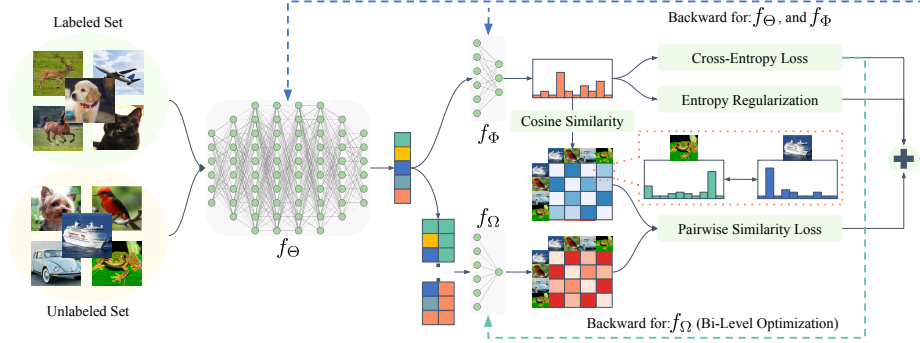 Labeled Set
Backward for: fΘ, and fΦ
Cross-Entropy Loss
Entropy Regularization
fΦ
Cosine Similarity
fΩ
Pairwise Similarity Loss
fΘ
Unlabeled Set
Backward for: fΩ (Bi-Level Optimization)